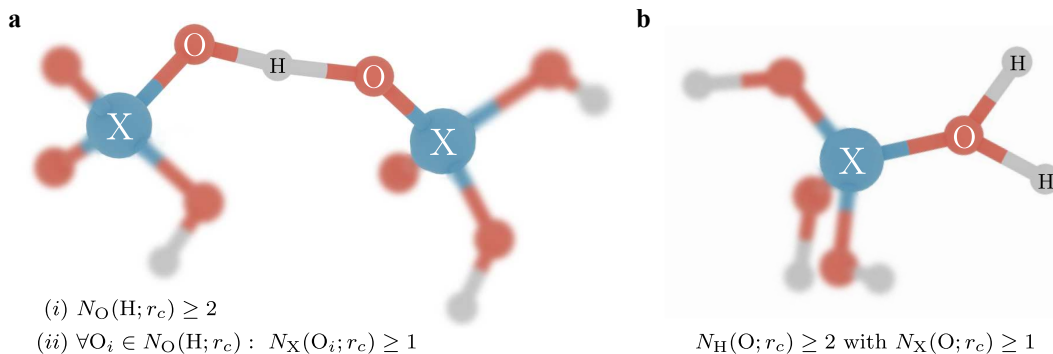 a
b
O
H
O
X
X
H
O
X
H
(i) N_O(H; r_c) ≥ 2
(ii) ∀O_i ∈ N_O(H; r_c) : N_X(O_i; r_c) ≥ 1
N_H(O; r_c) ≥ 2 with N_X(O; r_c) ≥ 1